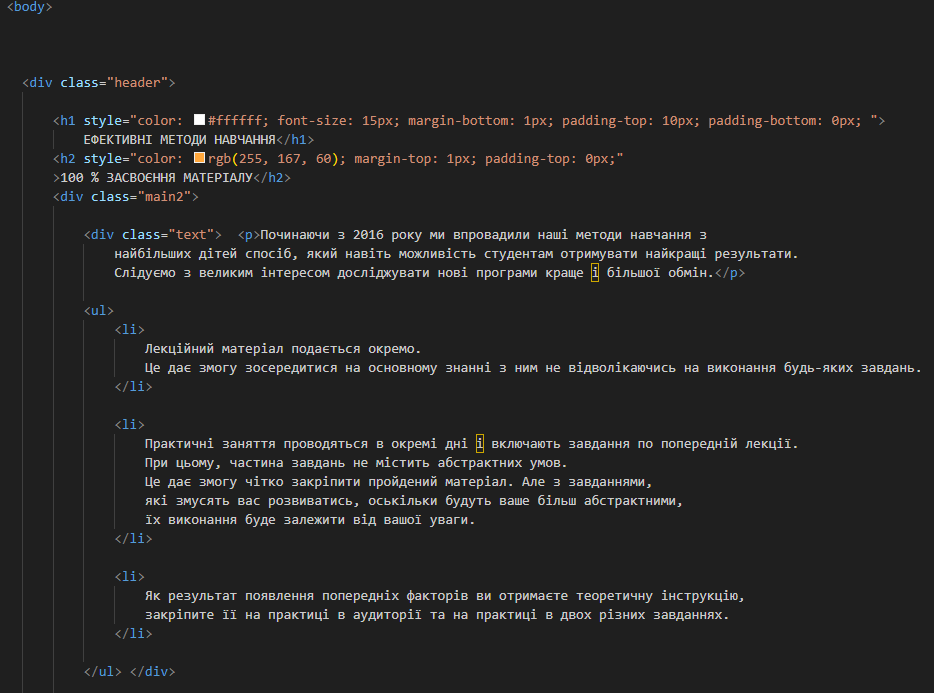 <body>
<div class="header">
<h1 style="color: #ffffff; font-size: 15px; margin-bottom: 1px; padding-top: 10px; padding-bottom: 0px; ">
ЕФЕКТИВНІ МЕТОДИ НАВЧАННЯ</h1>
<h2 style="color: rgb(255, 167, 60); margin-top: 1px; padding-top: 0px;"
>100 % ЗАСВОЄННЯ МАТЕРІАЛУ</h2>
<div class="main2">
<div class="text"> <p>Починаючи з 2016 року ми впровадили наші методи навчання з
найбільших дітей спосіб, який навіть можливість студентам отримувати найкращі результати.
Слідуємо з великим інтересом досліджувати нові програми краще і більшої обмін.</p>
<ul>
<li>
Лекційний матеріал подається окремо.
Це дає змогу зосередитися на основному знанні з ним не відволікаючись на виконання будь-яких завдань.
</li>
<li>
Практичні заняття проводяться в окремі дні і включають завдання по попередній лекції.
При цьому, частина завдань не містить абстрактних умов.
Це дає змогу чітко закріпити пройдений матеріал. Але з завданнями,
які змусять вас розвиватись, оськільки будуть ваше більш абстрактними,
їх виконання буде залежити від вашої уваги.
</li>
<li>
Як результат появлення попередніх факторів ви отримаєте теоретичну інструкцію,
закріпите її на практиці в аудиторії та на практиці в двох різних завданнях.
</li>
</ul> </div>